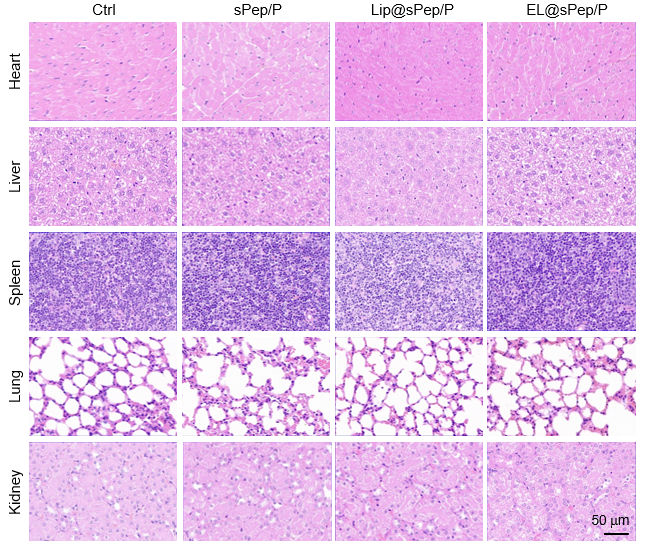 Ctrl sPep/P Lip@sPep/P EL@sPep/P
Heart
Liver
Spleen
Lung
Kidney
50 μm